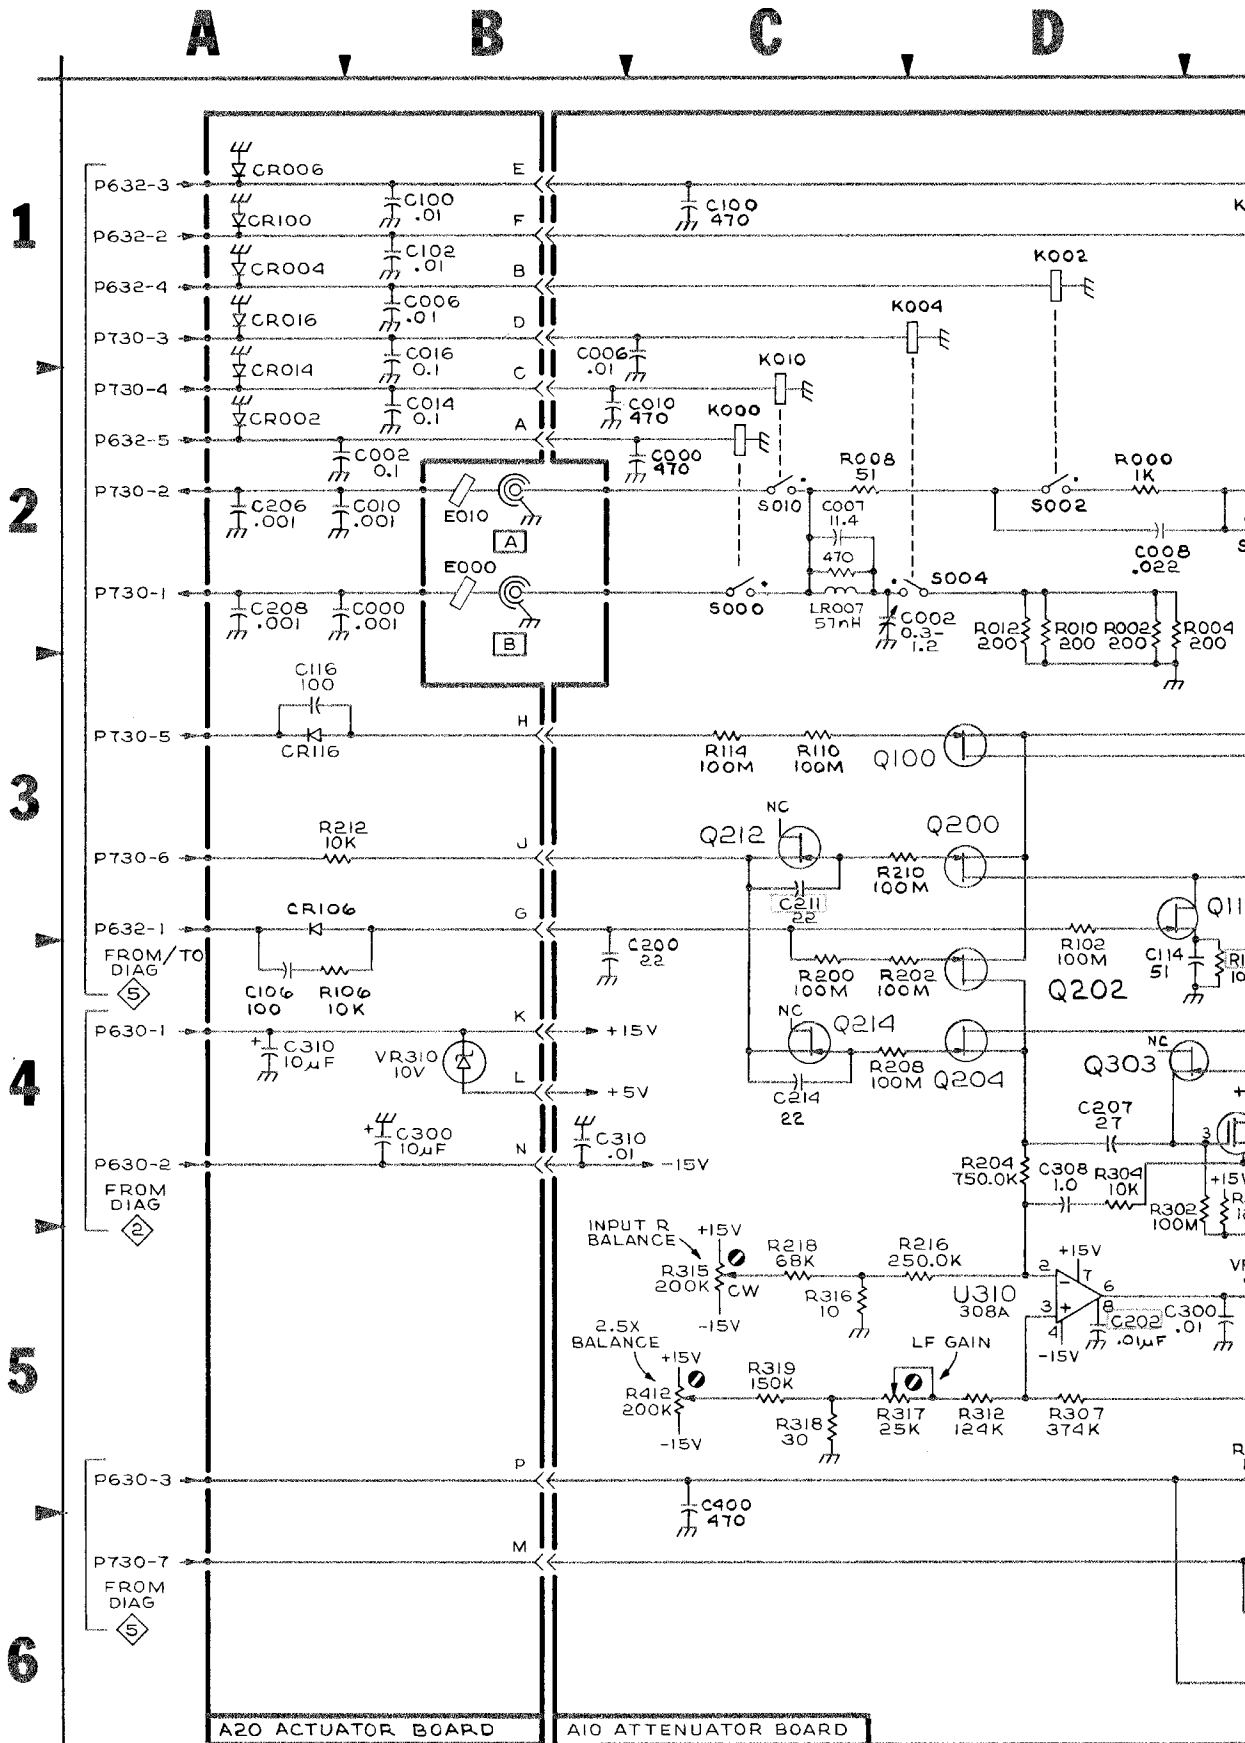 A B C D
1
P632-3
CR006
E
C100
.01
C100
470
K
P632-2
CR100
F
C102
.01
P632-4
CR004
B
C006
.01
K002
P730-3
CR016
D
C016
0.1
C006
.01
K004
P730-4
CR014
C
C014
0.1
C010
470
K010
P632-5
CR002
A
C002
0.1
C000
470
K000
2
P730-2
C206
.001
C010
.001
E010
A
S010
R008
51
C007
11.4
470
S002
R000
1K
C008
.022
P730-1
C208
.001
C000
.001
E000
B
S000
LR007
57nH
S004
C002
0.3-
1.2
R012
200
R010
200
R002
200
R004
200
3
C116
100
P730-5
CR116
H
R114
100M
R110
100M
Q100
P730-6
R212
10K
J
NC
Q212
C211
22
R210
100M
Q200
P632-1
CR106
G
C200
22
R102
100M
Q11
C114
51
FROM/TO
DIAG
5
C106
100
R106
10K
R200
100M
R202
100M
Q202
4
P630-1
C310
10µF
VR310
10V
K
+15V
L
+5V
NC
Q214
C214
22
R208
100M
Q204
NC
Q303
C207
27
3
P630-2
C300
10µF
N
C310
.01
-15V
R204
750.0K
C308
1.0
R304
10K
R302
100M
+15V
FROM
DIAG
2
5
INPUT R
BALANCE
+15V
R315
200K
CW
-15V
R218
68K
R316
10
R216
250.0K
U310
308A
+15V
2
7
6
3
8
4
-15V
C202
.01µF
C300
.01
2.5X
BALANCE
+15V
R412
200K
-15V
R319
150K
R318
30
LF GAIN
R317
25K
R312
124K
R307
374K
P630-3
P
C400
470
P730-7
M
FROM
DIAG
5
6
A20 ACTUATOR BOARD
A10 ATTENUATOR BOARD